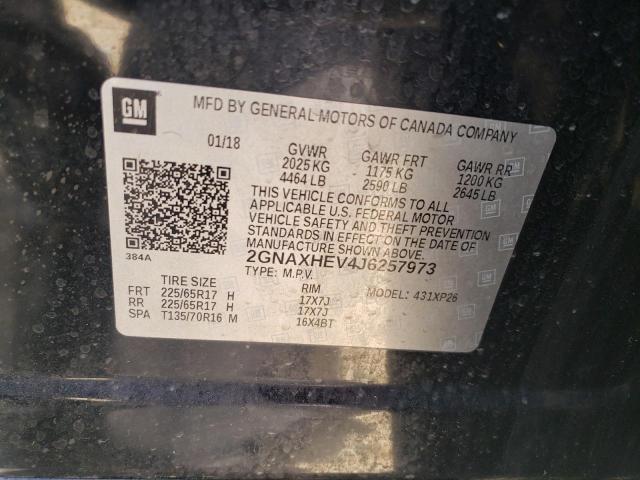 GM
MFD BY GENERAL MOTORS OF CANADA COMPANY
01/18 GVWR GAWR FRT GAWR RR
2025 KG 1175 KG 1200 KG
4464 LB 2590 LB 2645 LB
THIS VEHICLE CONFORMS TO ALL
APPLICABLE U.S. FEDERAL MOTOR
VEHICLE SAFETY AND THEFT PREVENTION
STANDARDS IN EFFECT ON THE DATE OF
MANUFACTURE SHOWN ABOVE.
384A
2GNAXHEV4J6257973
TYPE: M.P.V.
TIRE SIZE RIM MODEL: 431XP26
FRT 225/65R17 H 17X7J
RR 225/65R17 H 17X7J
SPA T135/70R16 M 16X4BT